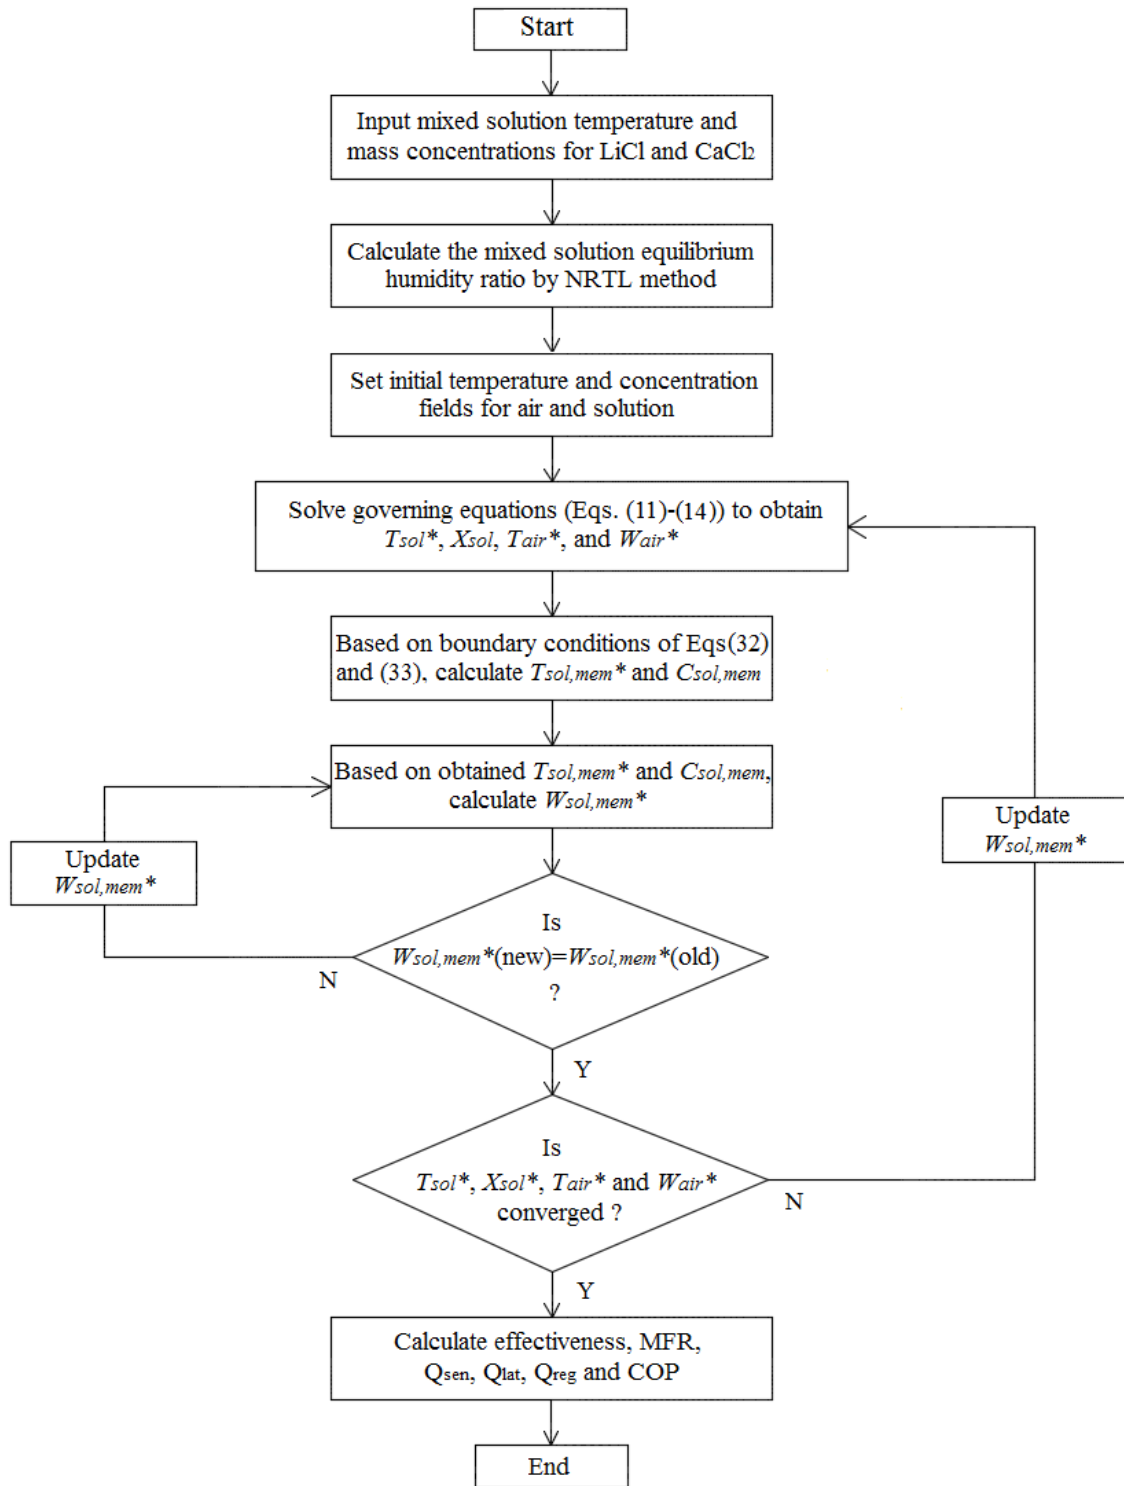 Start
Input mixed solution temperature and
mass concentrations for LiCl and CaCl2
Calculate the mixed solution equilibrium
humidity ratio by NRTL method
Set initial temperature and concentration
fields for air and solution
Solve governing equations (Eqs. (11)-(14)) to obtain
Tsol*, Xsol, Tair*, and Wair*
Based on boundary conditions of Eqs(32)
and (33), calculate Tsol,mem* and Csol,mem
Based on obtained Tsol,mem* and Csol,mem,
calculate Wsol,mem*
Update
Wsol,mem*
Update
Wsol,mem*
Is
Wsol,mem*(new)=Wsol,mem*(old)
?
N
Y
Is
Tsol*, Xsol*, Tair* and Wair*
converged ?
N
Y
Calculate effectiveness, MFR,
Qsen, Qlat, Qreg and COP
End